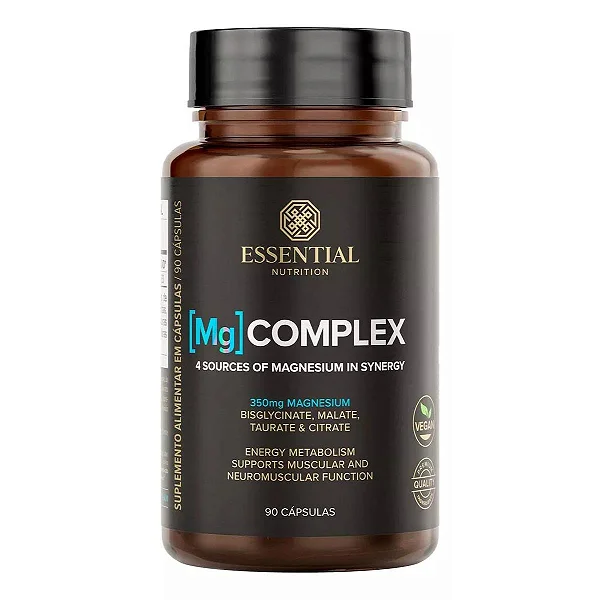 ESSENTIAL
NUTRITION
[Mg]COMPLEX
4 SOURCES OF MAGNESIUM IN SYNERGY
350mg MAGNESIUM
BISGLYCINATE, MALATE,
TAURATE & CITRATE
ENERGY METABOLISM
SUPPORTS MUSCULAR AND
NEUROMUSCULAR FUNCTION
90 CÁPSULAS
SUPLEMENTO ALIMENTAR EM CÁPSULAS / 90 CÁPSULAS
VEGAN
QUALITY